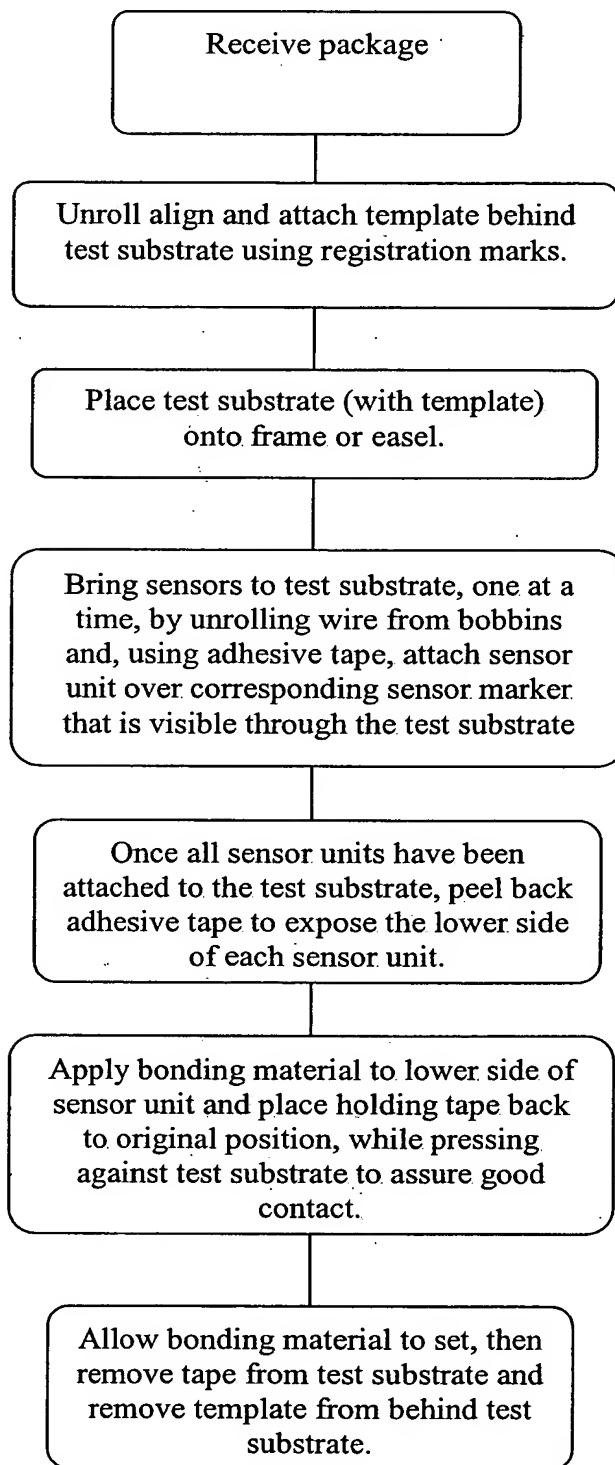 Receive package
Unroll align and attach template behind
test substrate using registration marks.
Place test substrate (with template)
onto frame or easel.
Bring sensors to test substrate, one at a
time, by unrolling wire from bobbins
and, using adhesive tape, attach sensor
unit over corresponding sensor marker
that is visible through the test substrate
Once all sensor units have been
attached to the test substrate, peel back
adhesive tape to expose the lower side
of each sensor unit.
Apply bonding material to lower side of
sensor unit and place holding tape back
to original position, while pressing
against test substrate to assure good
contact.
Allow bonding material to set, then
remove tape from test substrate and
remove template from behind test
substrate.